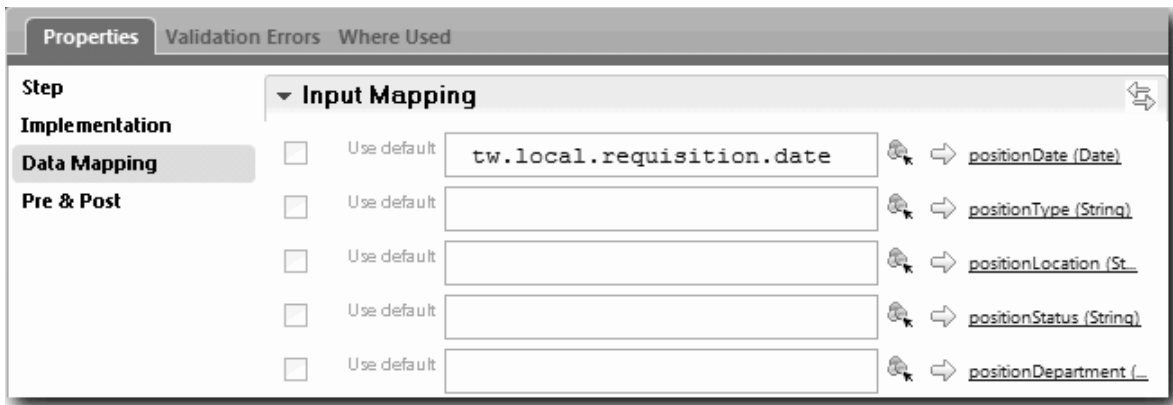 Properties Validation Errors Where Used
Step
Implementation
Data Mapping
Pre & Post
Input Mapping
Use default tw.local.requisition.date positionDate (Date)
Use default positionType (String)
Use default positionLocation (St...
Use default positionStatus (String)
Use default positionDepartment (...